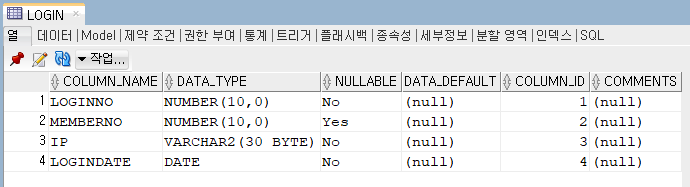 LOGIN ×
열 데이터 | Model | 제약 조건 | 권한 부여 | 통계 | 트리거 | 플래시백 | 종속성 | 세부정보 | 분할 영역 | 인덱스 | SQL
작업...
COLUMN_NAME DATA_TYPE NULLABLE DATA_DEFAULT COLUMN_ID COMMENTS
1 LOGINNO NUMBER(10,0) No (null) 1 (null)
2 MEMBERNO NUMBER(10,0) Yes (null) 2 (null)
3 IP VARCHAR2(30 BYTE) No (null) 3 (null)
4 LOGINDATE DATE No (null) 4 (null)